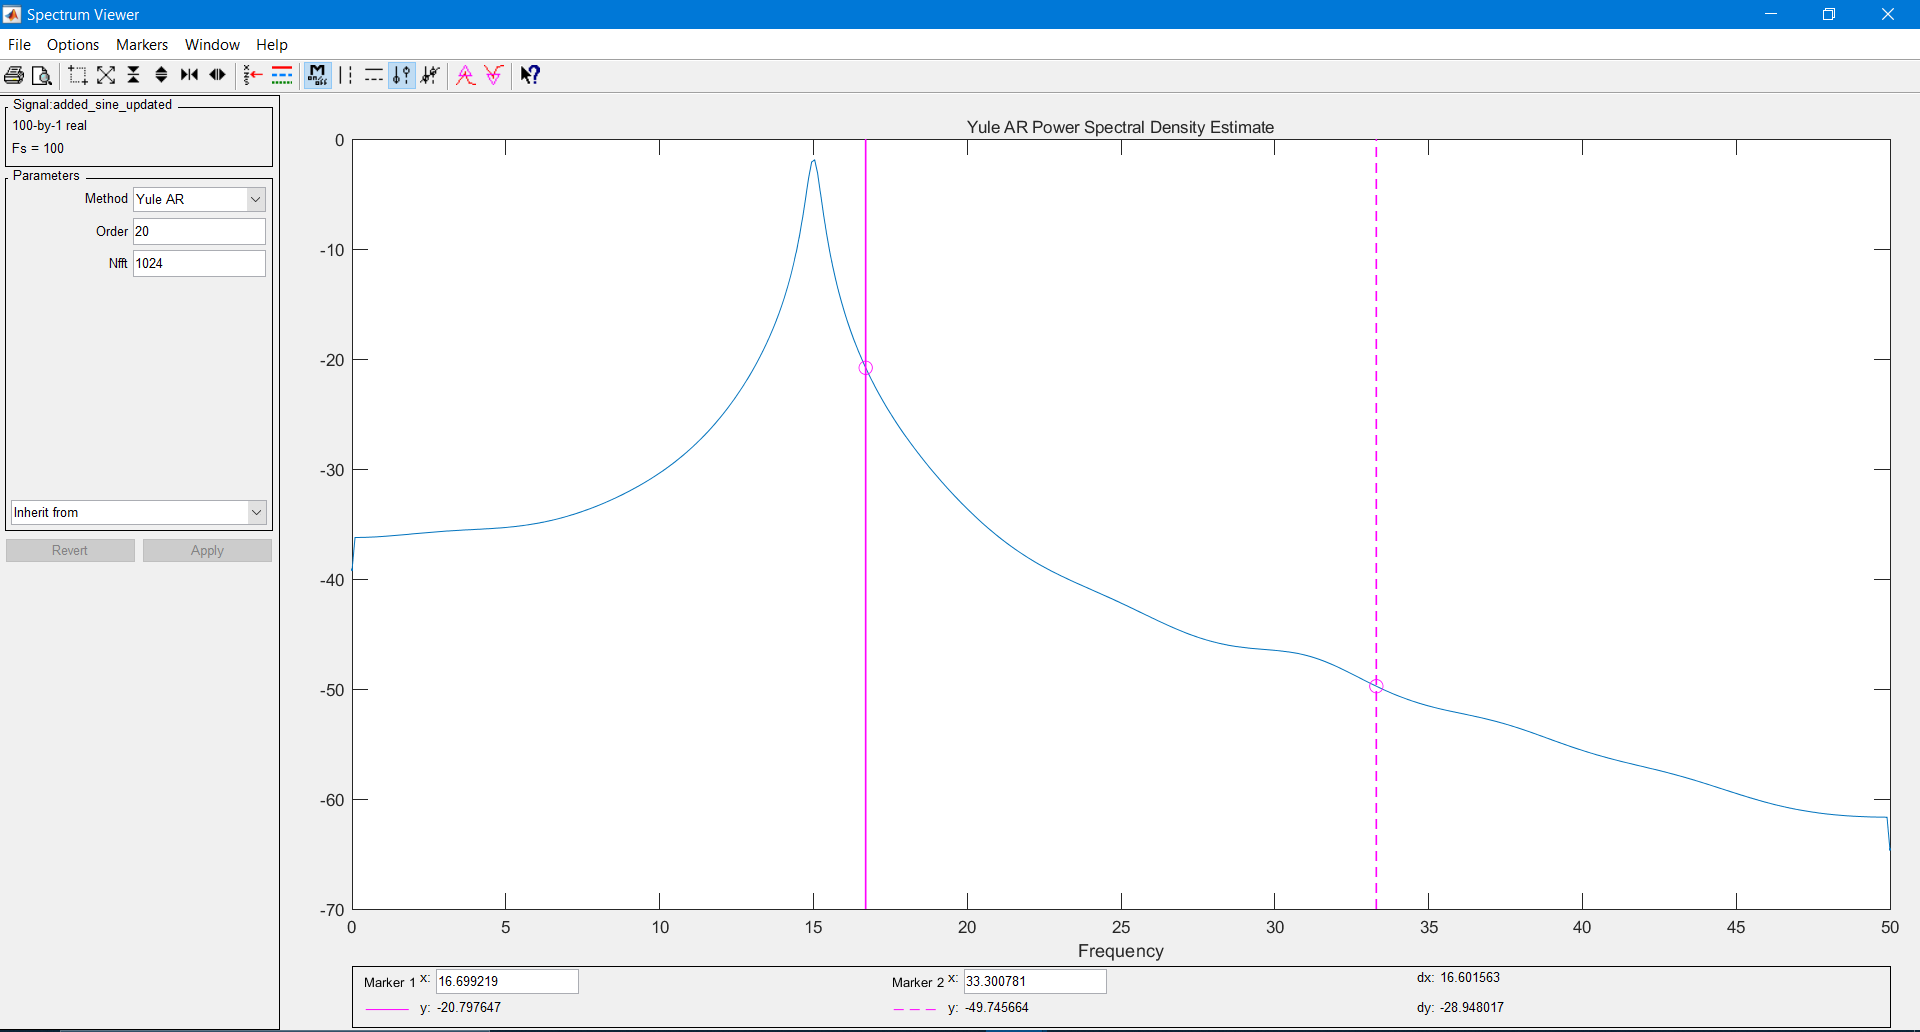 Spectrum Viewer
File Options Markers Window Help
Signal:added_sine_updated
100-by-1 real
Fs = 100
Parameters
Method Yule AR
Order 20
Nfft 1024
Inherit from
Revert Apply
Yule AR Power Spectral Density Estimate
0
-10
-20
-30
-40
-50
-60
-70
0 5 10 15 20 25 30 35 40 45 50
Frequency
Marker 1 x: 16.699219 Marker 2 x: 33.300781 dx: 16.601563
y: -20.797647 y: -49.745664 dy: -28.948017